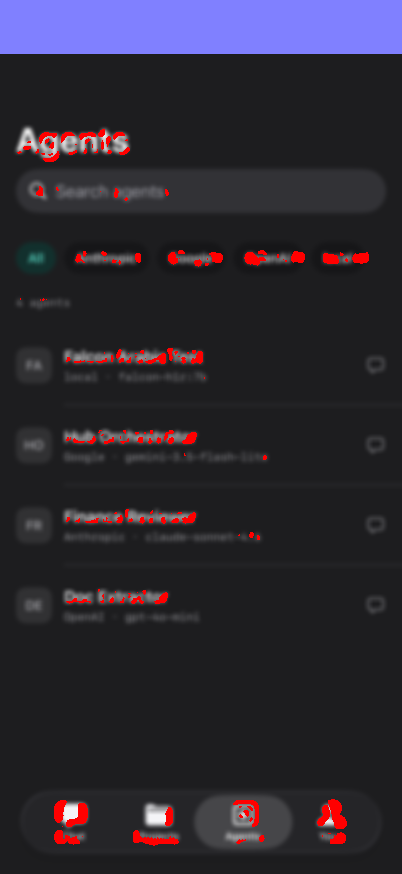 Agents
Search agents
All Anthropic Google OpenAI
4 agents
FA Falcon Arabic Test
local · falcon-h1r:7b
HO Hub Orchestrator
Google · gemini-3.5-flash-lite
FR Finance Reviewer
Anthropic · claude-sonnet
DE Doc Extractor
OpenAI · gpt-4o-mini
Chat Projects Agents